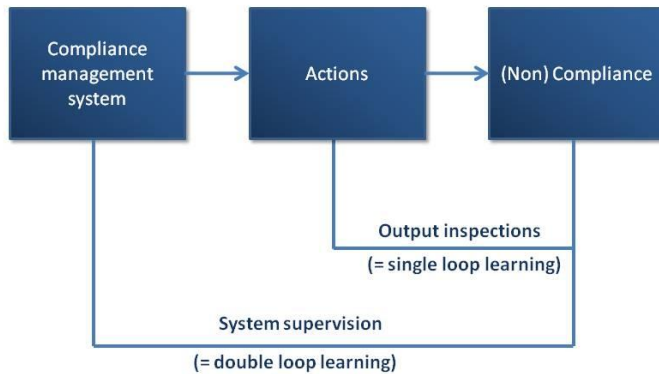 Compliance
management
system
Actions
(Non) Compliance
Output inspections
(= single loop learning)
System supervision
(= double loop learning)